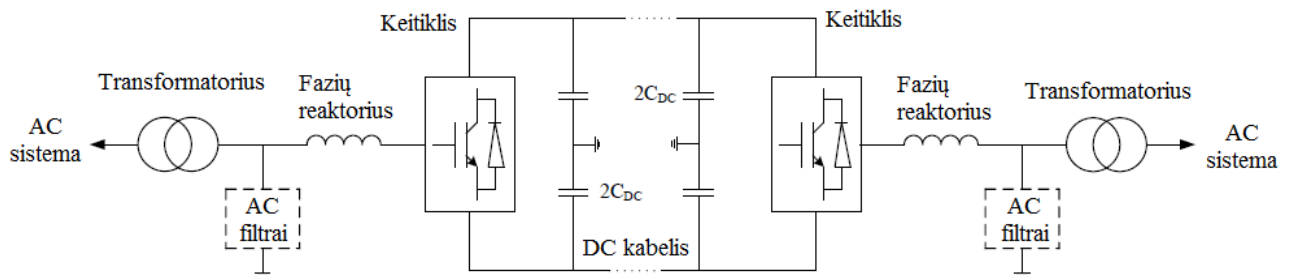 Keitiklis
Keitiklis
Transformatorius
Fazių
reaktorius
2C_DC
Fazių
reaktorius
Transformatorius
AC
sistema
AC
sistema
2C_DC
AC
filtrai
AC
filtrai
DC kabelis